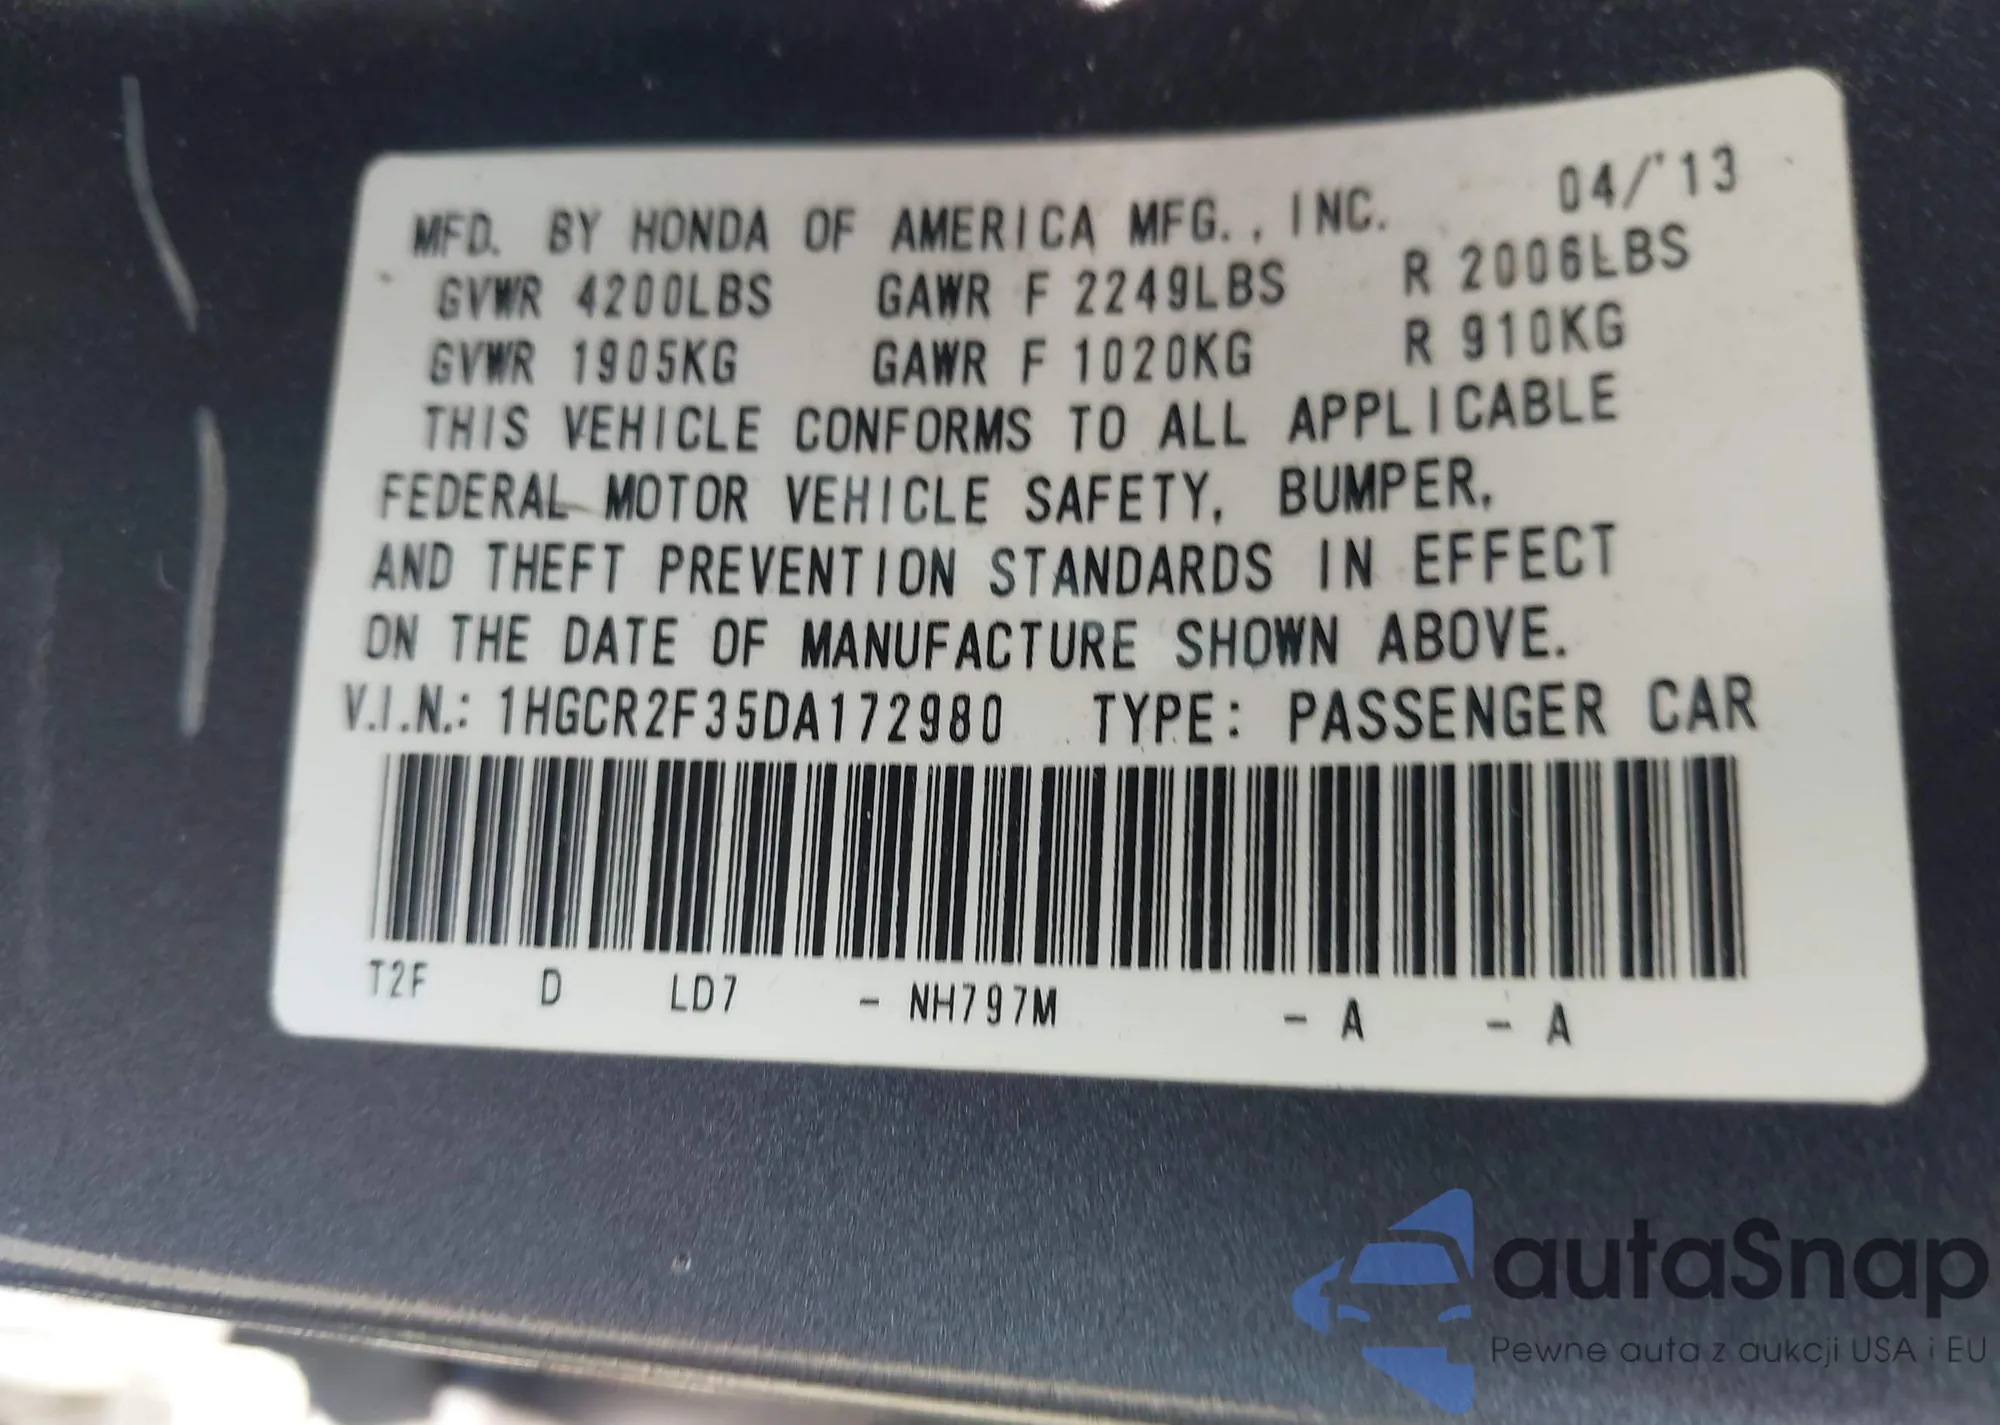 MFD. BY HONDA OF AMERICA MFG., INC. 04/'13
GVWR 4200LBS GAWR F 2249LBS R 2006LBS
GVWR 1905KG GAWR F 1020KG R 910KG
THIS VEHICLE CONFORMS TO ALL APPLICABLE
FEDERAL MOTOR VEHICLE SAFETY, BUMPER,
AND THEFT PREVENTION STANDARDS IN EFFECT
ON THE DATE OF MANUFACTURE SHOWN ABOVE.
V.I.N.: 1HGCR2F35DA172980 TYPE: PASSENGER CAR
T2F D LD7 - NH797M - A - A
autaSnap
Pewne auta z aukcji USA i EU